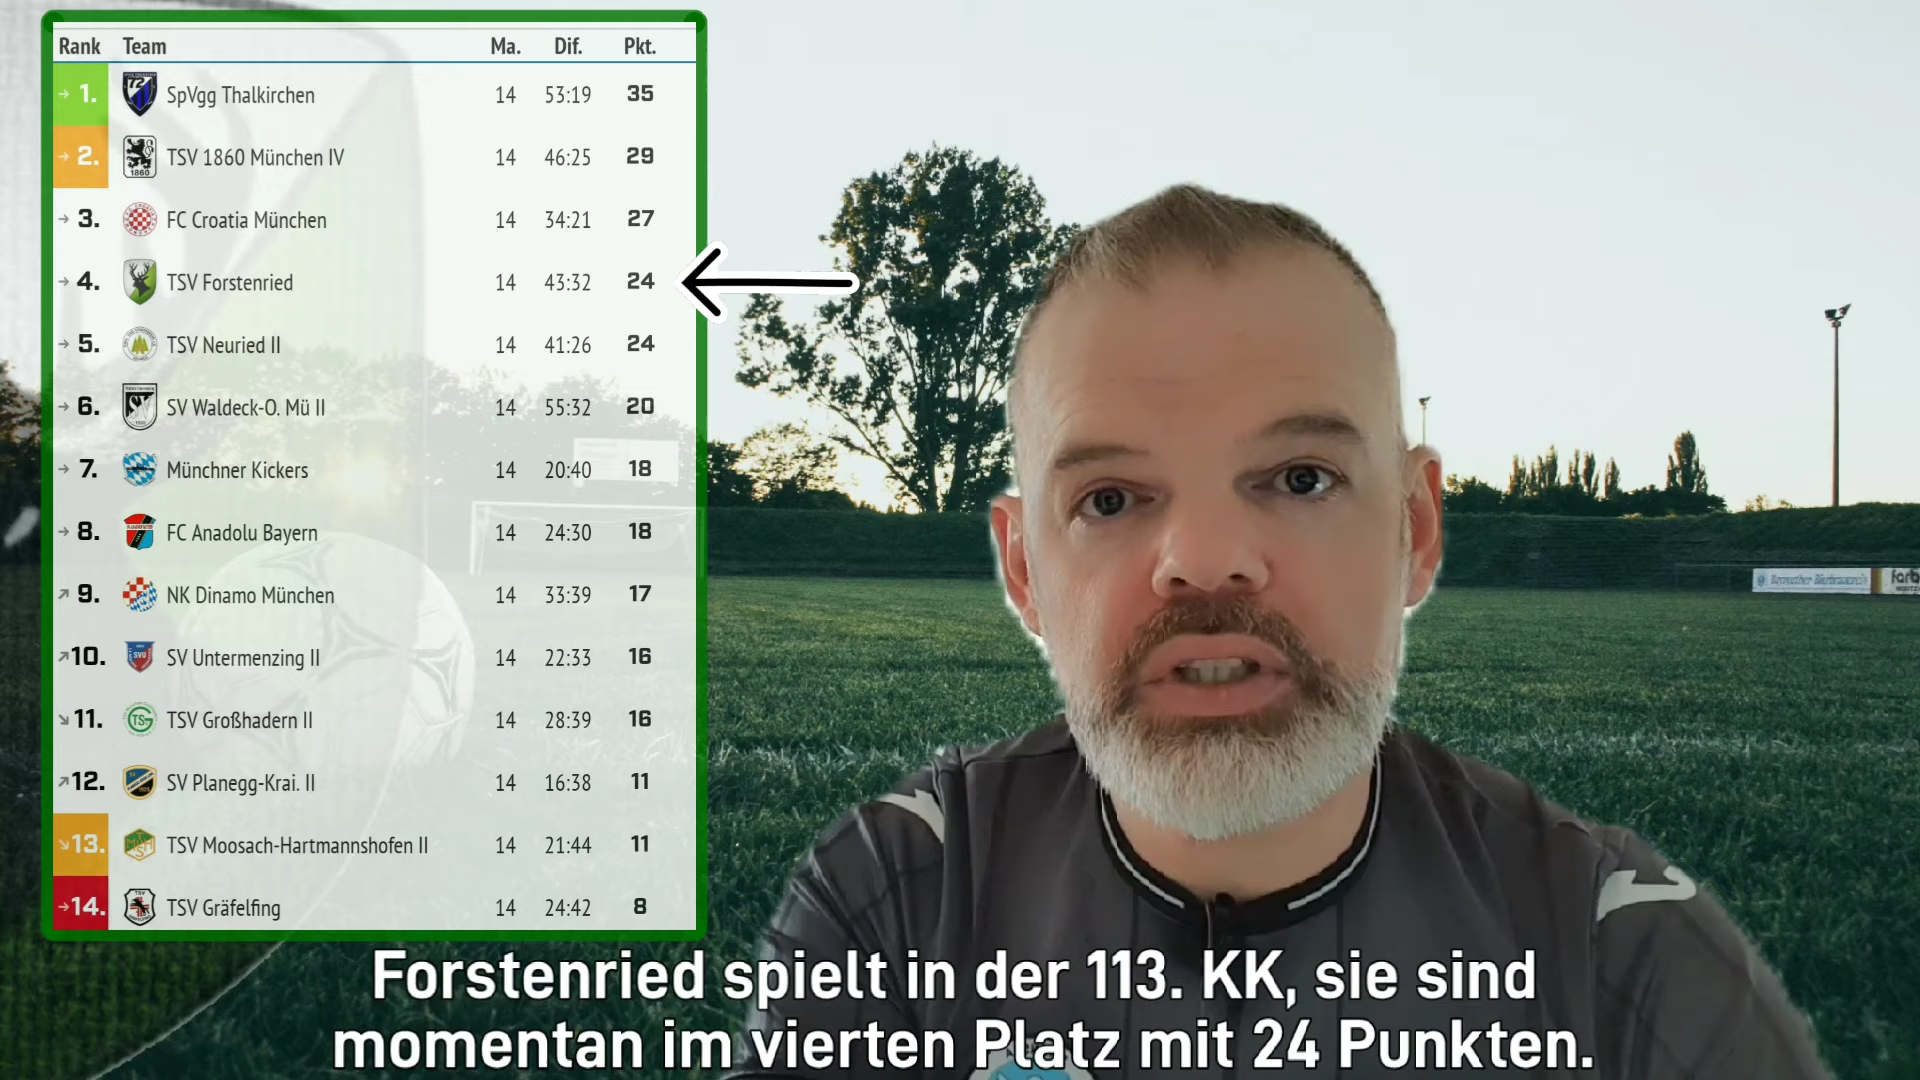 Rank Team Ma. Dif. Pkt.
1. SpVgg Thalkirchen 14 53:19 35
2. TSV 1860 München IV 14 46:25 29
3. FC Croatia München 14 34:21 27
4. TSV Forstenried 14 43:32 24
5. TSV Neuried II 14 41:26 24
6. SV Waldeck-O. Mü II 14 55:32 20
7. Münchner Kickers 14 20:40 18
8. FC Anadolu Bayern 14 24:30 18
9. NK Dinamo München 14 33:39 17
10. SV Untermenzing II 14 22:33 16
11. TSV Großhadern II 14 28:39 16
12. SV Planegg-Krai. II 14 16:38 11
13. TSV Moosach-Hartmannshofen II 14 21:44 11
14. TSV Gräfelfing 14 24:42 8
Forstenried spielt in der 113. KK, sie sind
momentan im vierten Platz mit 24 Punkten.